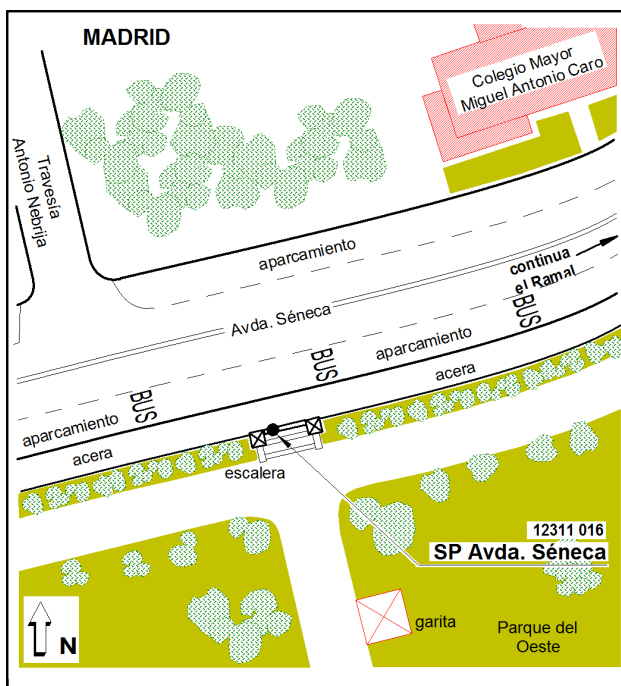 MADRID
Colegio Mayor
Miguel Antonio Caro
Travesía
Antonio Nebrija
aparcamiento
continua
el Ramal
Avda. Séneca
BUS
BUS
aparcamiento
BUS
acera
aparcamiento
acera
escalera
12311 016
SP Avda. Séneca
garita
Parque del
Oeste
N